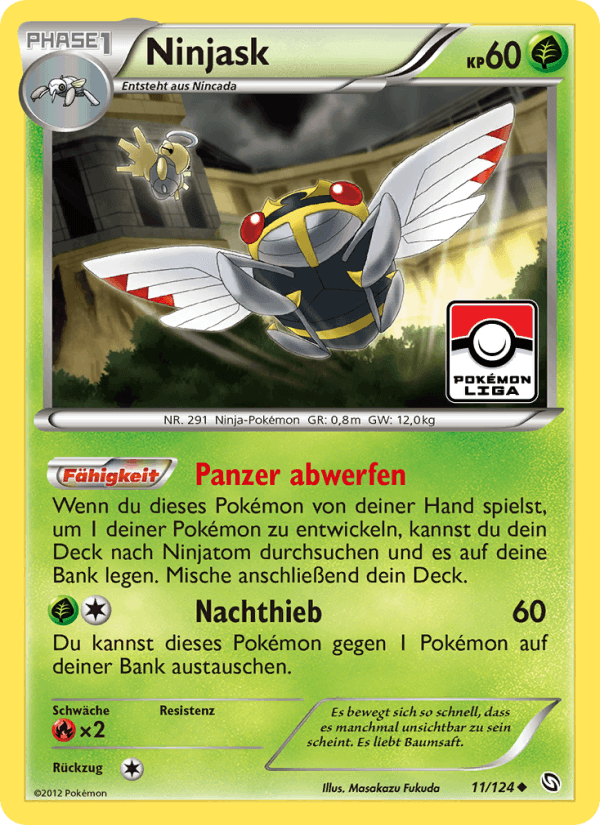 PHASE1
Ninjask
KP60
Entsteht aus Nincada
POKÉMON
LIGA
NR. 291 Ninja-Pokémon GR: 0,8m GW: 12,0kg
Fähigkeit Panzer abwerfen
Wenn du dieses Pokémon von deiner Hand spielst,
um 1 deiner Pokémon zu entwickeln, kannst du dein
Deck nach Ninjatom durchsuchen und es auf deine
Bank legen. Mische anschließend dein Deck.
Nachthieb 60
Du kannst dieses Pokémon gegen 1 Pokémon auf
deiner Bank austauschen.
Schwäche Resistenz
×2
Rückzug
Es bewegt sich so schnell, dass
es manchmal unsichtbar zu sein
scheint. Es liebt Baumsaft.
©2012 Pokémon Illus. Masakazu Fukuda 11/124